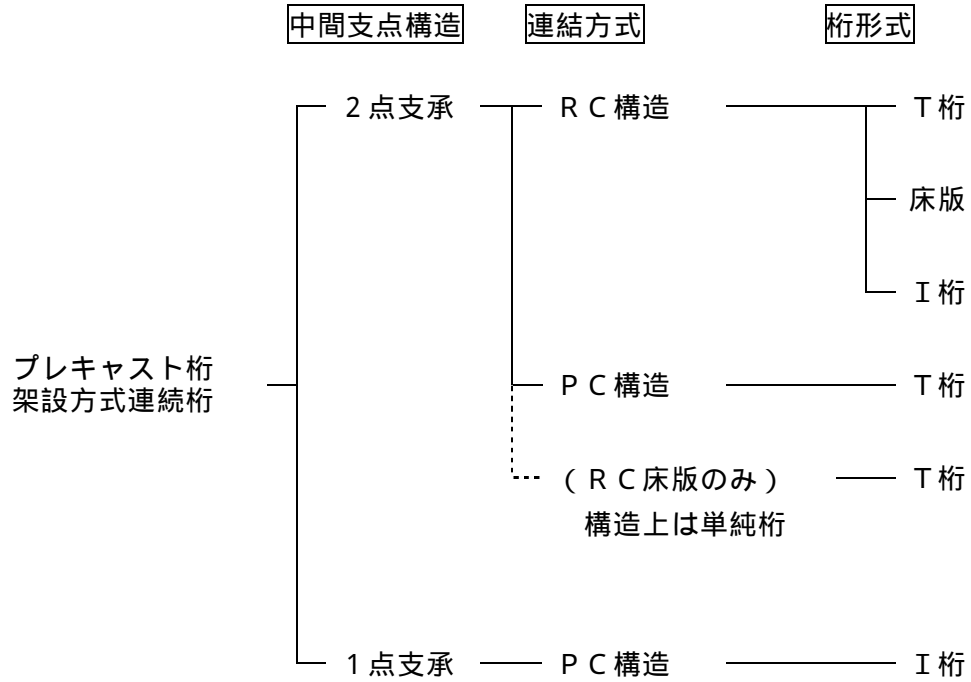 中間支点構造 連結方式 桁形式
2点支承 RC構造 T桁
床版
I桁
プレキャスト桁
架設方式連続桁
PC構造 T桁
(RC床版のみ) T桁
構造上は単純桁
1点支承 PC構造 I桁